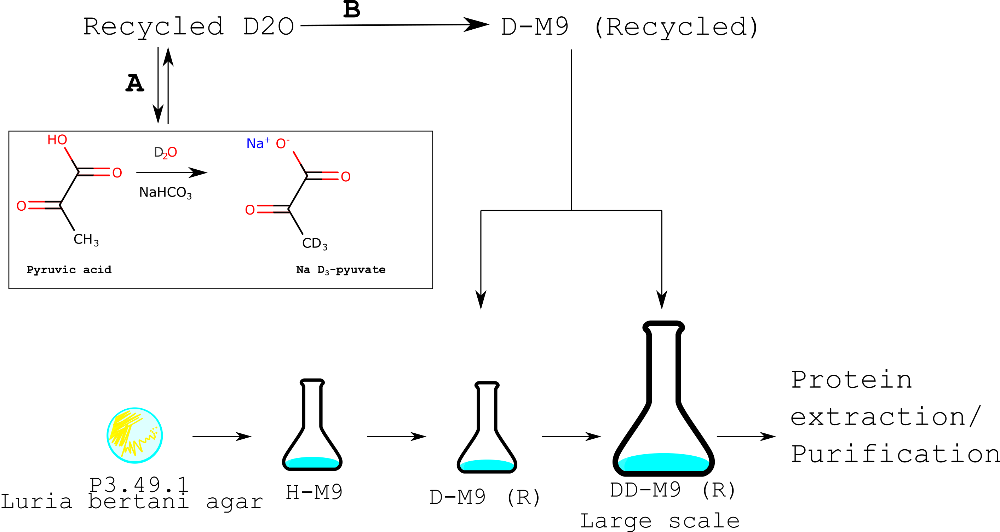 Recycled D2O
B
D-M9 (Recycled)
A
HO
O
O
CH3
Pyruvic acid
D2O
NaHCO3
Na+ O-
O
O
CD3
Na D3-pyuvate
P3.49.1
Luria bertani agar
H-M9
D-M9 (R)
DD-M9 (R)
Large scale
Protein
extraction/
Purification